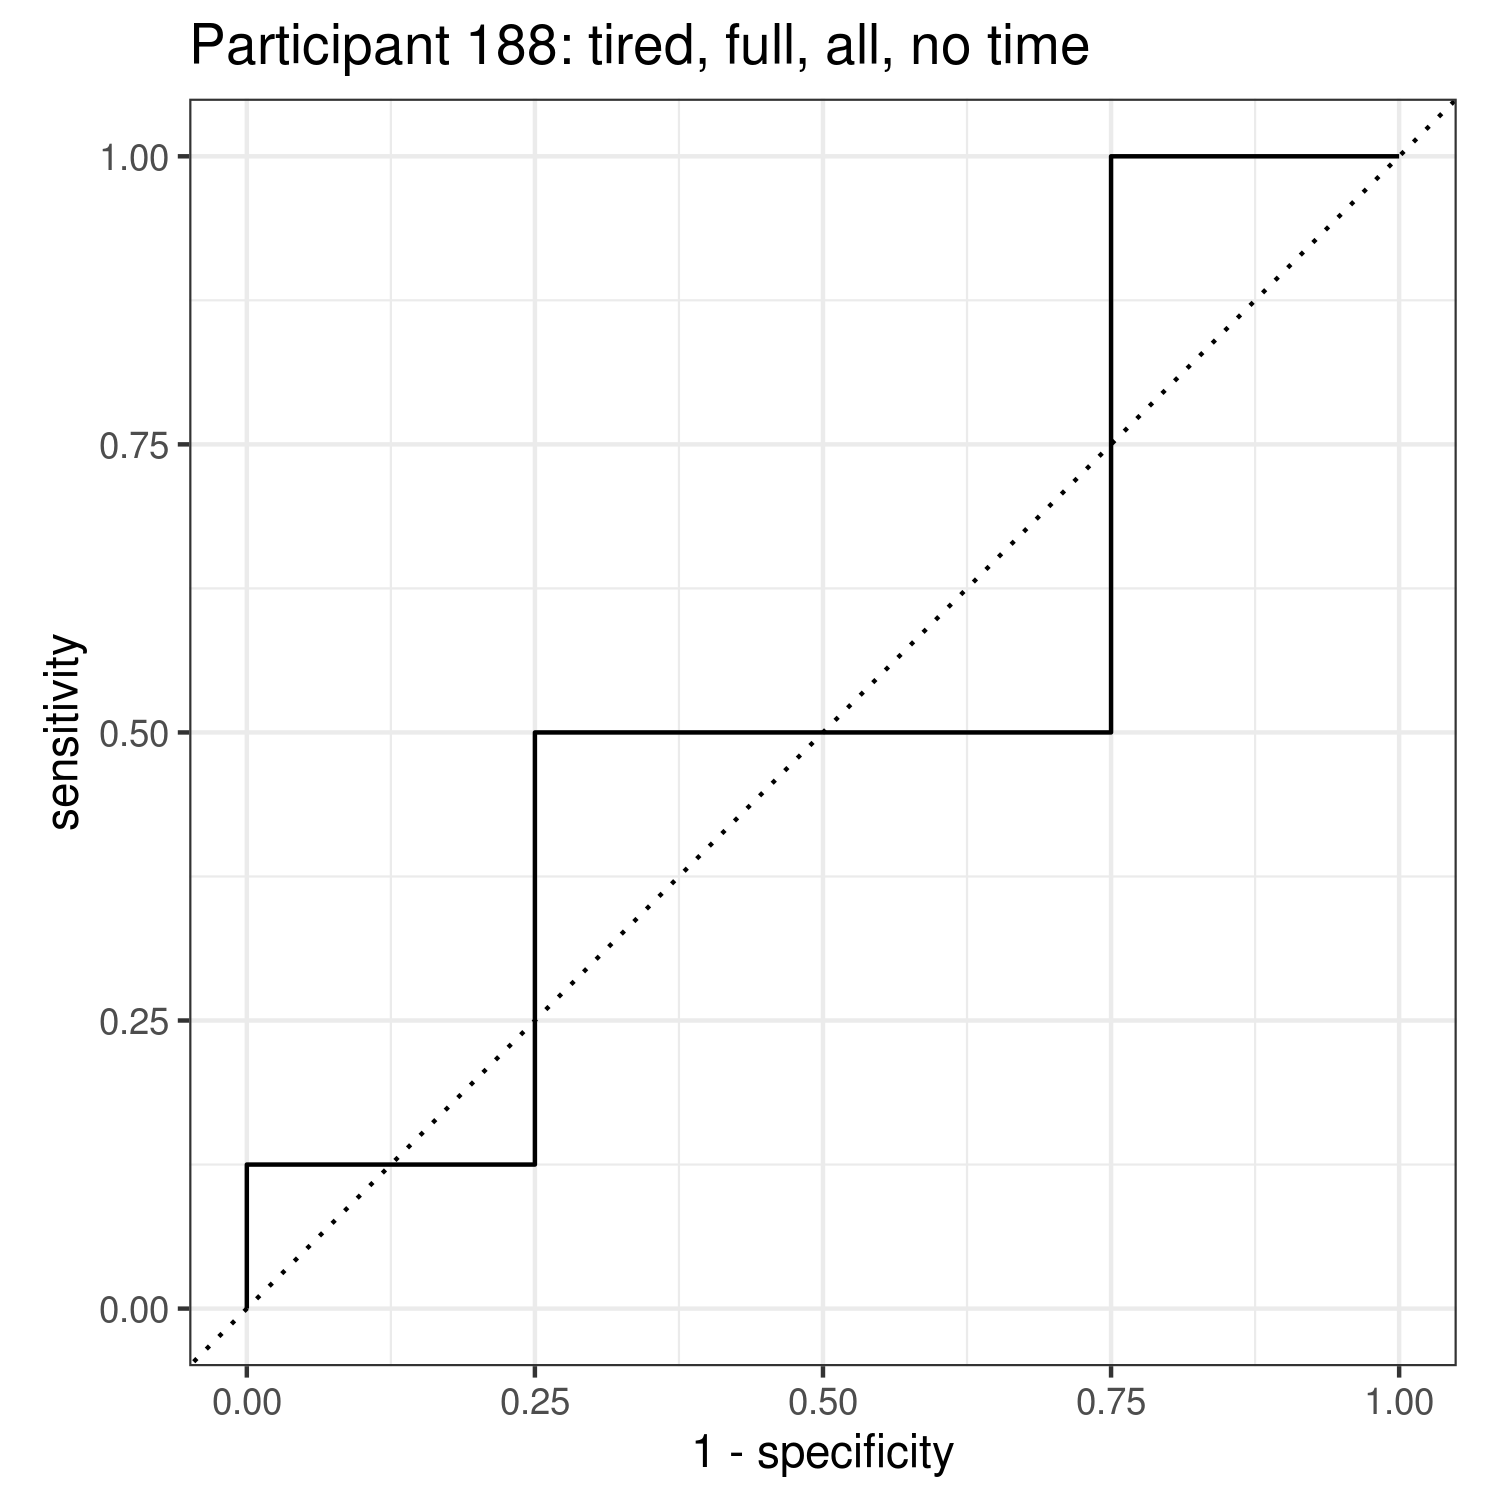 Participant 188: tired, full, all, no time
1.00
0.75
0.50
0.25
0.00
sensitivity
0.00 0.25 0.50 0.75 1.00
1 - specificity